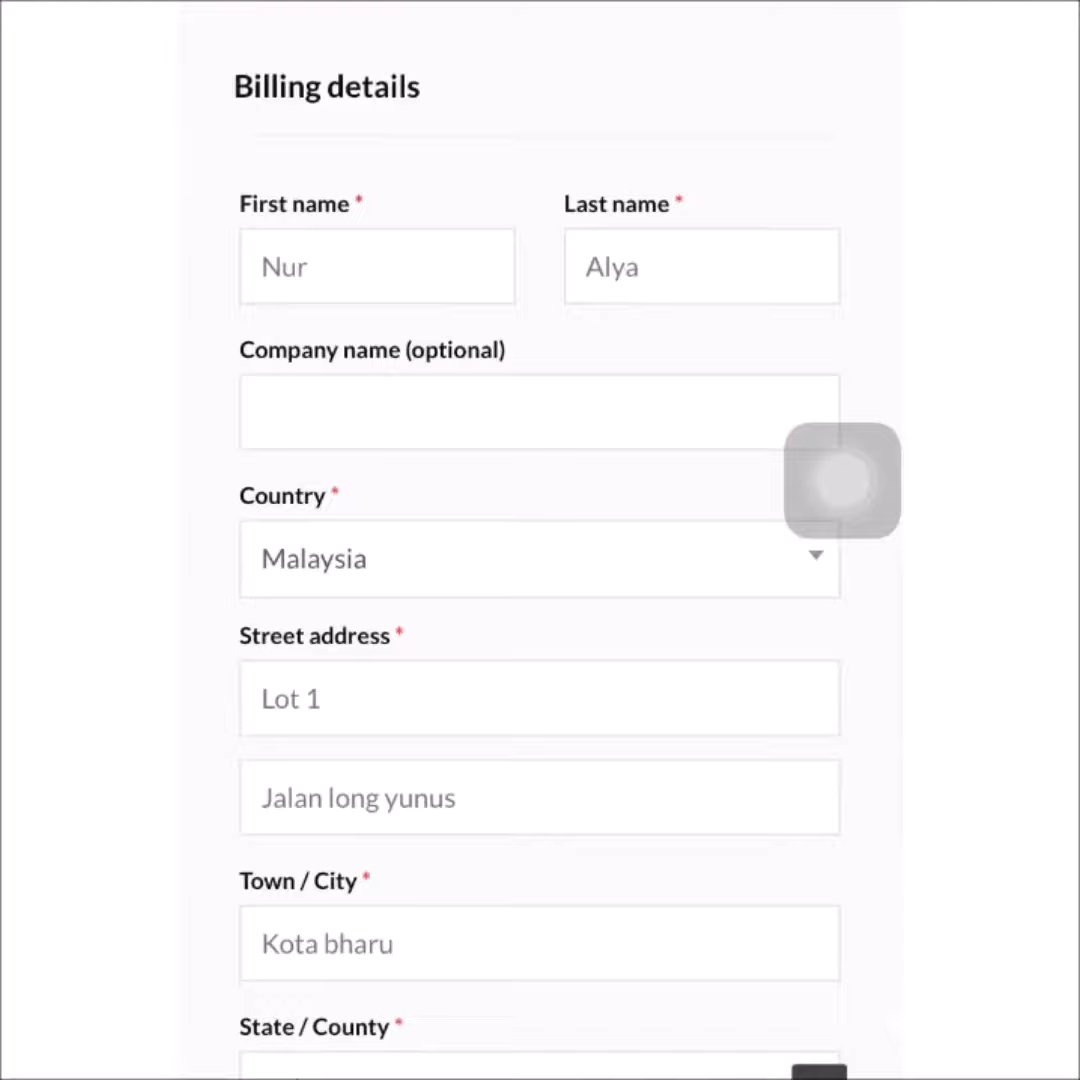 Billing details
First name *
Last name *
Nur
Alya
Company name (optional)
Country *
Malaysia
Street address *
Lot 1
Jalan long yunus
Town / City *
Kota bharu
State / County *